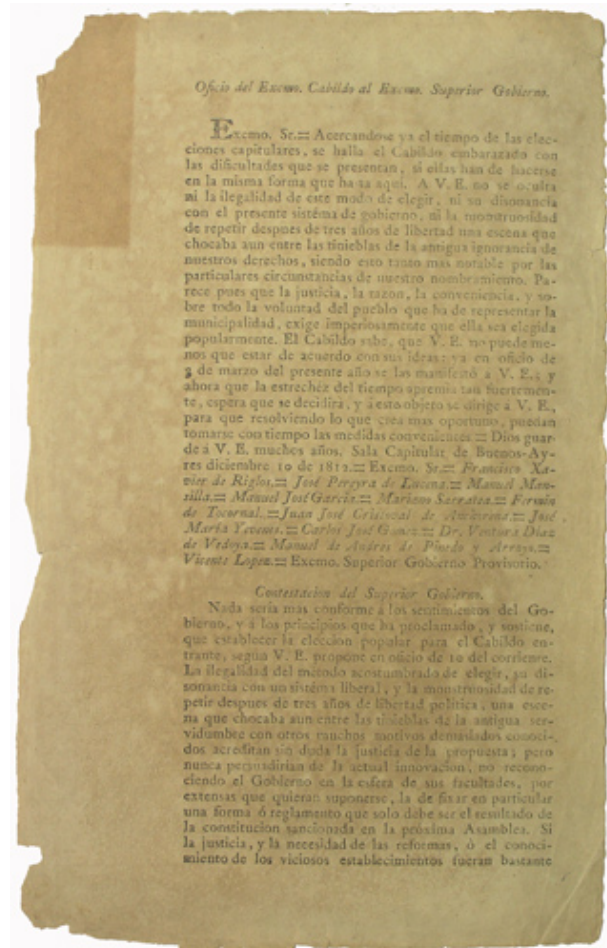 Oficio del Excmo. Cabildo al Excmo. Superior Gobierno.
Excmo. Sr.= Acercandose ya el tiempo de las elec-
ciones capitulares, se halla el Cabildo embarazado con
las dificultades que se presentan, si ellas han de hacerse
en la misma forma que hasta aqui. A V. E. no se oculta
ni la ilegalidad de este modo de elegir, ni su disonancia
con el presente sistéma de gobierno, ni la monstruosidad
de repetir despues de tres años de libertad una escena que
chocaba aun entre las tinieblas de la antigua ignorancia de
nuestros derechos, siendo esto tanto mas notable por las
particulares circunstancias de nuestro nombramiento. Pa-
rece pues que la justicia, la razon, la conveniencia, y so-
bre todo la voluntad del pueblo que ha de representar la
municipalidad, exige imperiosamente que ella sea elegida
popularmente. El Cabildo sabe, que V. E. no puede me-
nos que estar de acuerdo con sus ideas: ya en oficio de
3 de marzo del presente año se las manifestó a V. E.; y
ahora que la estrechéz del tiempo apremia tan fuertemen-
te, espera que se decidira, y á este objeto se dirige á V. E.,
para que resolviendo lo que crea mas oportuno, puedan
tomarse con tiempo las medidas convenientes = Dios guar-
de á V. E. muchos años. Sala Capitular de Buenos-Ay-
res diciembre 10 de 1812.= Excmo. Sr.= Francisco Xa-
vier de Riglos.= José Pereyra de Lucena.= Manuel Man-
silla.= Manuel José Garcia.= Mariano Sarratea.= Fermin
de Tocornal.= Juan José Cristoval de Anchorena.= José
Maria Yevenes.= Carlos José Gomez = Dr. Ventura Diaz
de Vedoya.= Manuel de Andres de Pinedo y Arroyo.=
Vicente Lopez.= Excmo. Superior Gobierno Provisorio.
Contestacion del Superior Gobierno.
Nada seria mas conforme á los sentimientos del Go-
bierno, y á los principios que ha proclamado, y sostiene,
que establecer la eleccion popular para el Cabildo en-
trante, segun V. E. propone en oficio de 10 del corriente.
La ilegalidad del metodo acostumbrado de elegir, su di-
sonancia con un sistéma liberal, y la monstruosidad de re-
petir despues de tres años de libertad politica, una esce-
na que chocaba aun entre las tinieblas de la antigua ser-
vidumbre con otros muchos motivos demasiados conoci-
dos acreditan sin duda la justicia de la propuesta; pero
nunca persuadirian de la actual innovacion, no recono-
ciendo el Gobierno en la esfera de sus facultades, por
extensas que quieran suponerse, la de fixar en particular
una forma ó reglamento que solo debe ser el resultado de
la constitucion sancionada en la próxima Asamblea. Si
la justicia, y la necesidad de las reformas, ó el conoci-
miento de los viciosos establecimientos fueran bastante